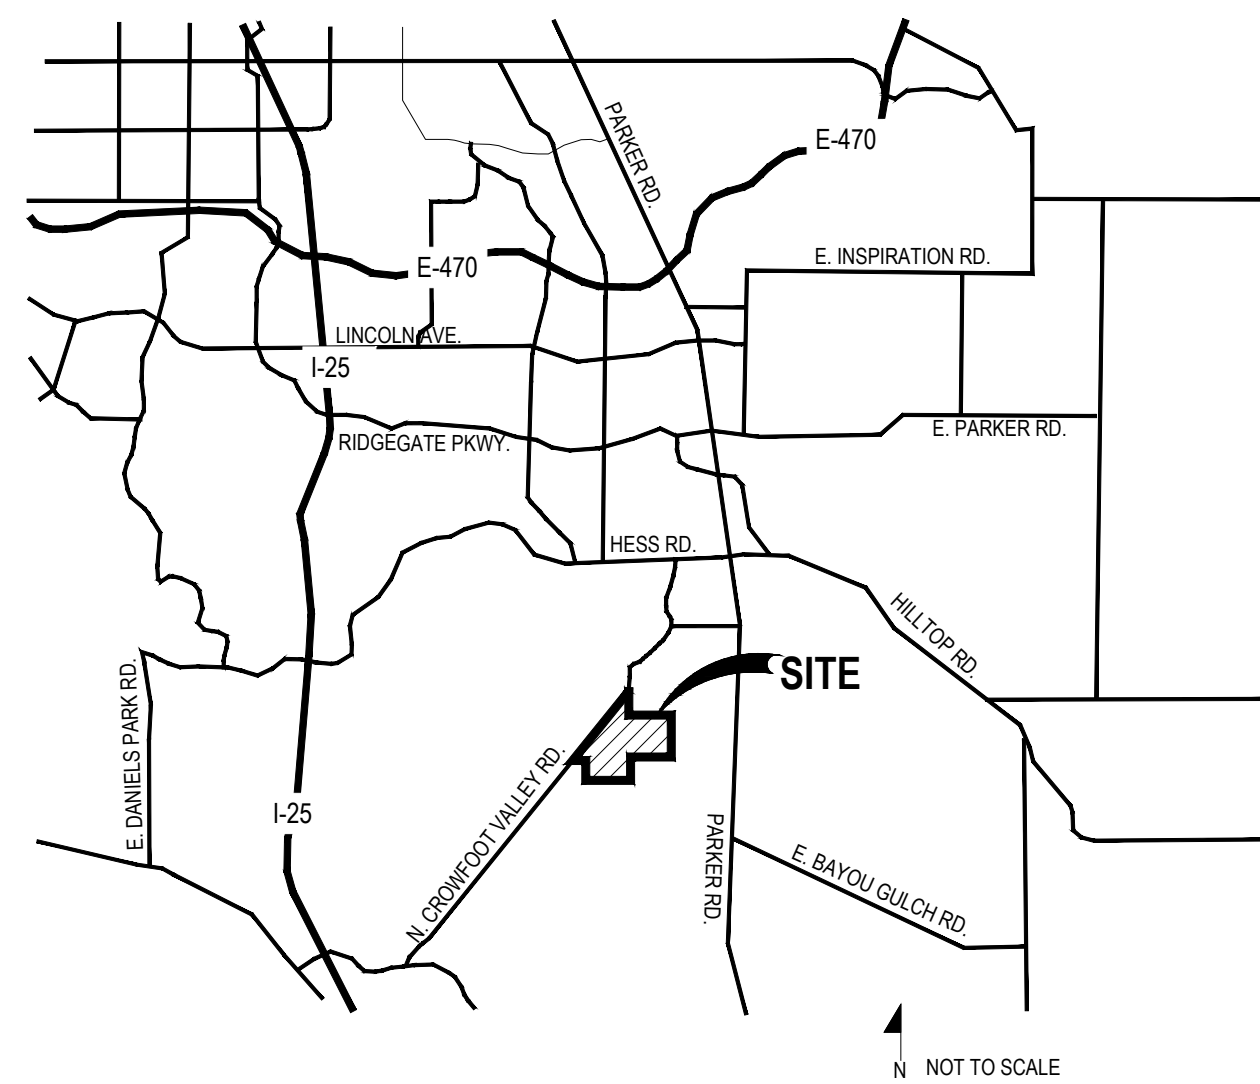 PARKER RD.
E-470
E. INSPIRATION RD.
E-470
LINCOLN AVE.
I-25
E. PARKER RD.
RIDGEGATE PKWY.
HESS RD.
HILLTOP RD.
SITE
E. DANIELS PARK RD.
N. CROWFOOT VALLEY RD.
I-25
PARKER RD.
E. BAYOU GULCH RD.
N
NOT TO SCALE